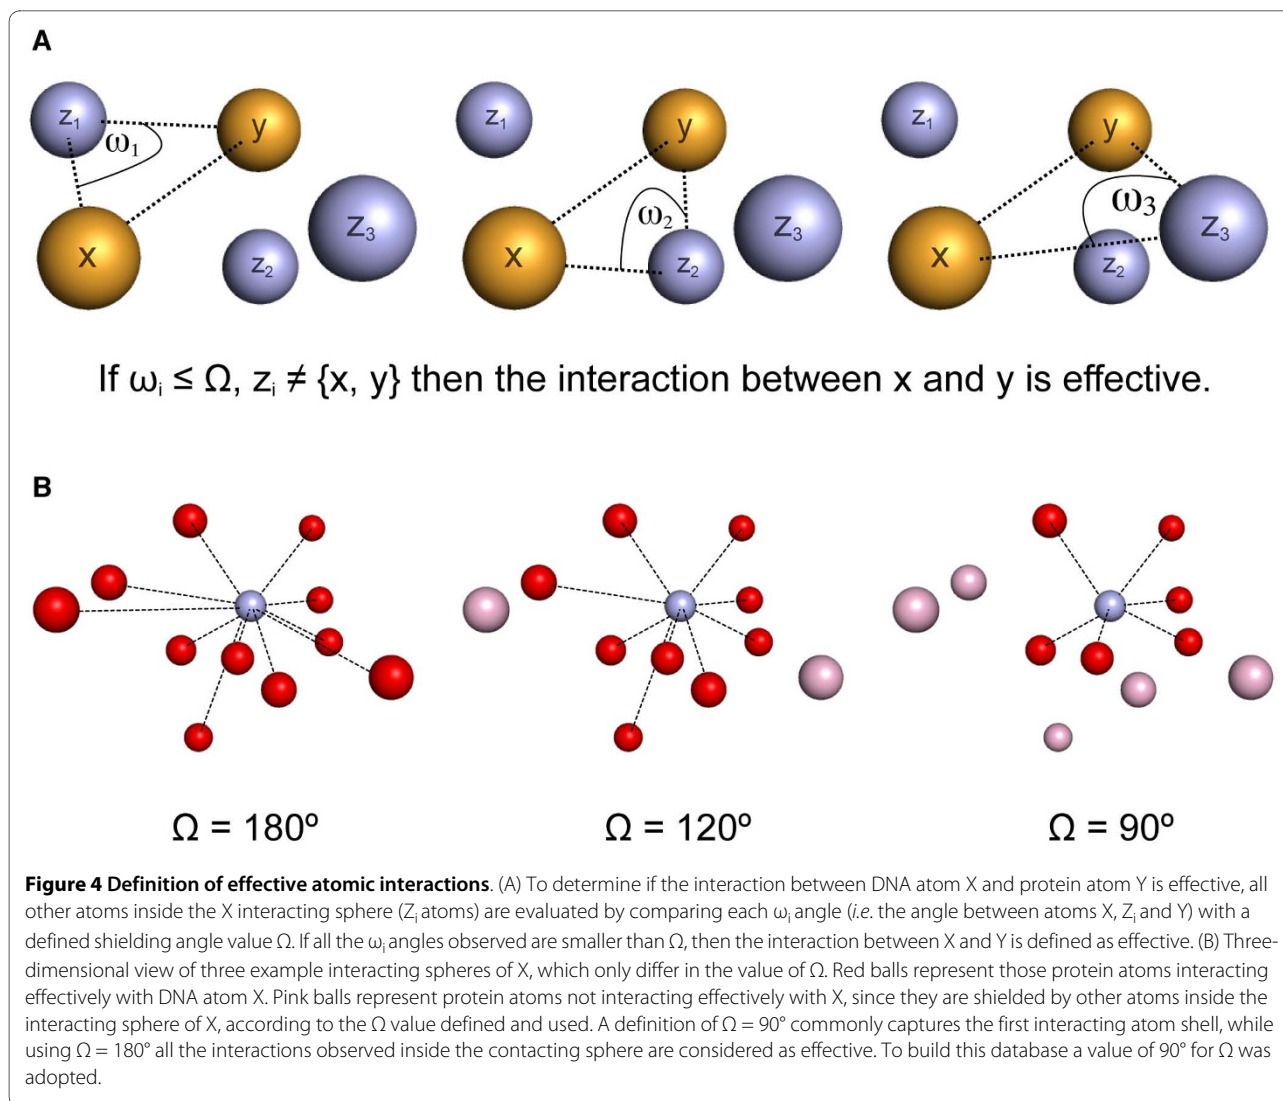 A
z1 y ω1 x z2 z3
z1 y ω2 x z2 z3
z1 y ω3 x z2 z3
If ωi ≤ Ω, zi ≠ {x, y} then the interaction between x and y is effective.
B
Ω = 180º Ω = 120º Ω = 90º
Figure 4 Definition of effective atomic interactions. (A) To determine if the interaction between DNA atom X and protein atom Y is effective, all
other atoms inside the X interacting sphere (Zi atoms) are evaluated by comparing each ωi angle (i.e. the angle between atoms X, Zi and Y) with a
defined shielding angle value Ω. If all the ωi angles observed are smaller than Ω, then the interaction between X and Y is defined as effective. (B) Three-
dimensional view of three example interacting spheres of X, which only differ in the value of Ω. Red balls represent those protein atoms interacting
effectively with DNA atom X. Pink balls represent protein atoms not interacting effectively with X, since they are shielded by other atoms inside the
interacting sphere of X, according to the Ω value defined and used. A definition of Ω = 90° commonly captures the first interacting atom shell, while
using Ω = 180° all the interactions observed inside the contacting sphere are considered as effective. To build this database a value of 90° for Ω was
adopted.